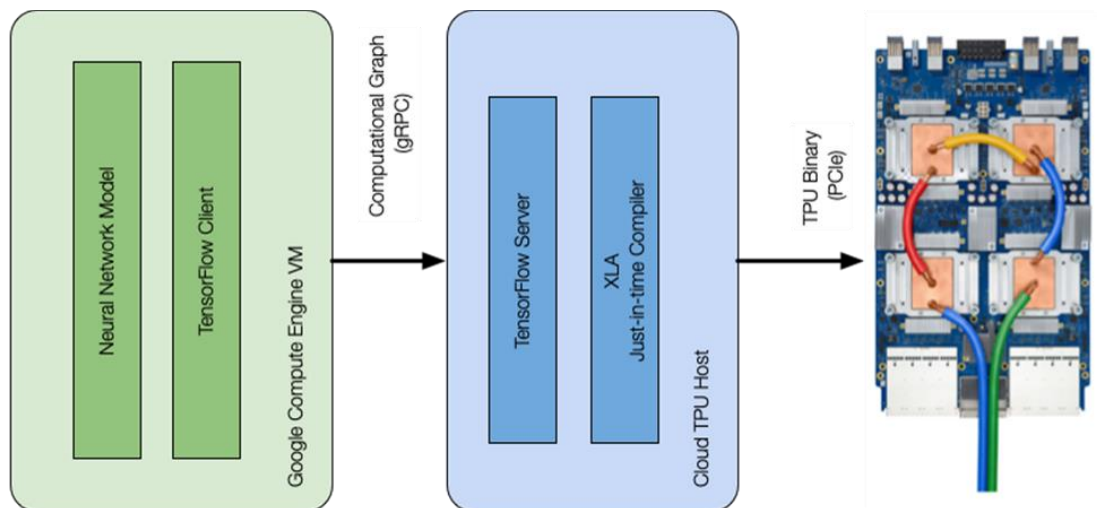 Neural Network Model
TensorFlow Client
Google Compute Engine VM
Computational Graph
(gRPC)
TensorFlow Server
XLA
Just-in-time Compiler
Cloud TPU Host
TPU Binary
(PCIe)